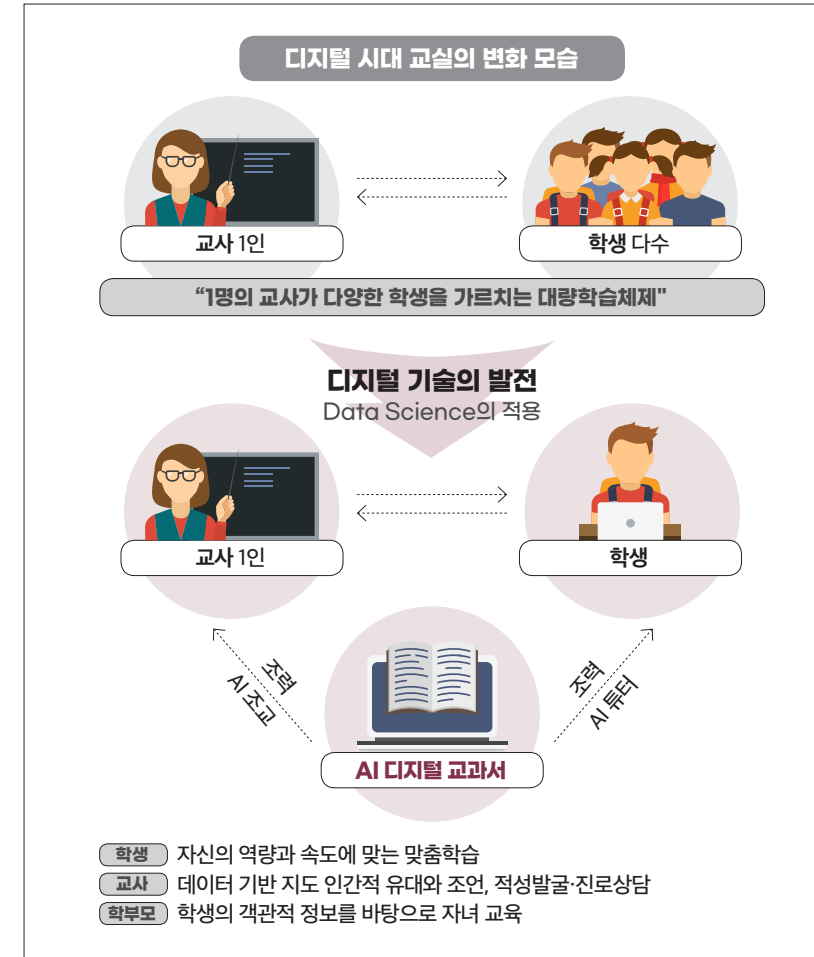 디지털 시대 교실의 변화 모습
교사 1인
학생 다수
“1명의 교사가 다양한 학생을 가르치는 대량학습체제"
디지털 기술의 발전
Data Science의 적용
교사 1인
학생
조력
AI 조교
조력
AI 튜터
AI 디지털 교과서
학생 자신의 역량과 속도에 맞는 맞춤학습
교사 데이터 기반 지도 인간적 유대와 조언, 적성발굴·진로상담
학부모 학생의 객관적 정보를 바탕으로 자녀 교육